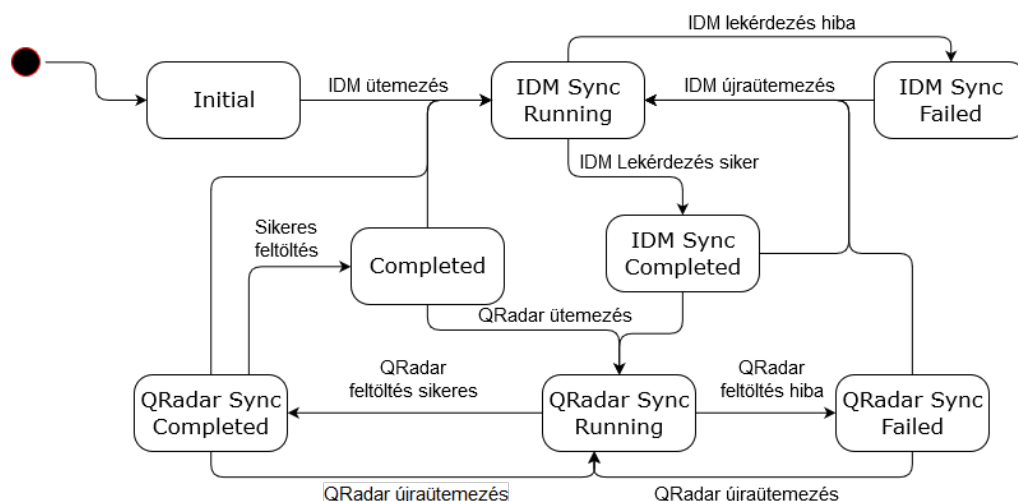 IDM lekérdezés hiba
Initial
IDM ütemezés
IDM Sync
Running
IDM újraütemezés
IDM Sync
Failed
IDM Lekérdezés siker
Sikeres
feltöltés
Completed
IDM Sync
Completed
QRadar ütemezés
QRadar
feltöltés sikeres
QRadar
feltöltés hiba
QRadar Sync
Completed
QRadar Sync
Running
QRadar Sync
Failed
QRadar újraütemezés
QRadar újraütemezés